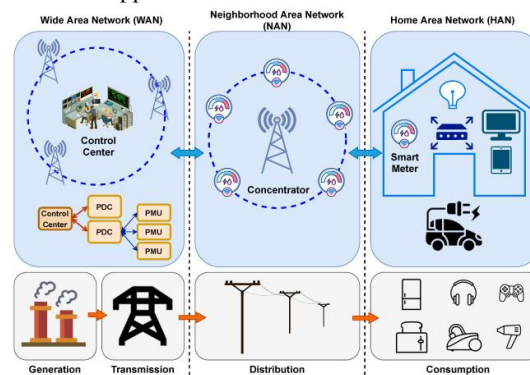 Wide Area Network (WAN)
Neighborhood Area Network
(NAN)
Home Area Network (HAN)
Control
Center
Concentrator
Smart
Meter
Control
Center
PDC
PDC
PMU
PMU
PMU
Generation
Transmission
Distribution
Consumption